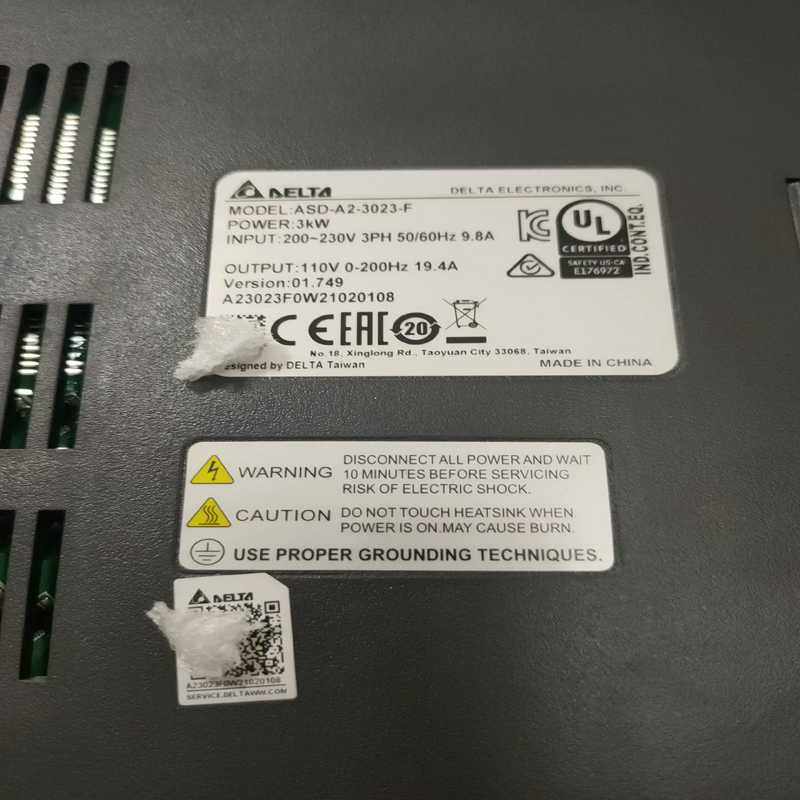 DELTA
DELTA ELECTRONICS, INC.
MODEL:ASD-A2-3023-F
POWER:3kW
INPUT:200~230V 3PH 50/60Hz 9.8A
OUTPUT:110V 0-200Hz 19.4A
Version:01.749
A23023F0W21020108
UL
CERTIFIED
SAFETY US-CA
E176972
IND.CONT.EQ.
CE EAC 20
No.18, Xinglong Rd., Taoyuan City 33068, Taiwan
esigned by DELTA Taiwan
MADE IN CHINA
WARNING
DISCONNECT ALL POWER AND WAIT
10 MINUTES BEFORE SERVICING
RISK OF ELECTRIC SHOCK.
CAUTION
DO NOT TOUCH HEATSINK WHEN
POWER IS ON.MAY CAUSE BURN.
USE PROPER GROUNDING TECHNIQUES.
DELTA
A23023F0W21020108
SERVICE.DELTAWW.COM